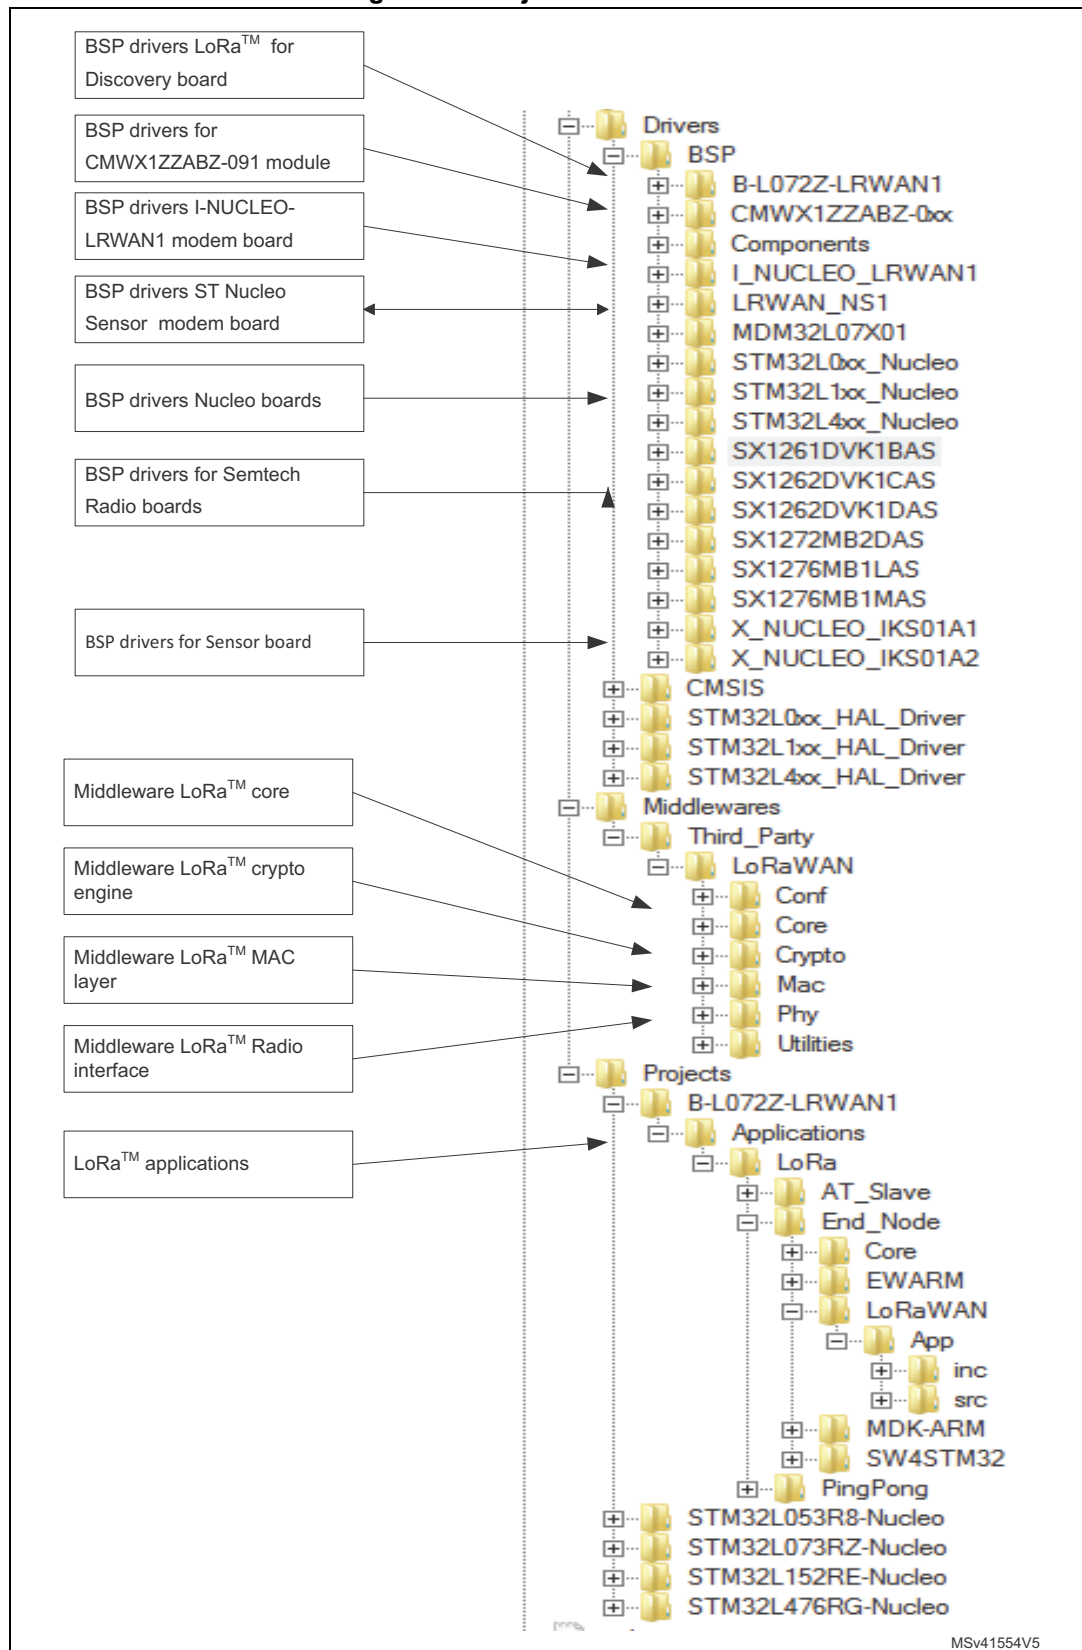 BSP drivers LoRa™ for
Discovery board
BSP drivers for
CMWX1ZZABZ-091 module
BSP drivers I-NUCLEO-
LRWAN1 modem board
BSP drivers ST Nucleo
Sensor modem board
BSP drivers Nucleo boards
BSP drivers for Semtech
Radio boards
BSP drivers for Sensor board
Middleware LoRa™ core
Middleware LoRa™ crypto
engine
Middleware LoRa™ MAC
layer
Middleware LoRa™ Radio
interface
LoRa™ applications
Drivers
BSP
B-L072Z-LRWAN1
CMWX1ZZABZ-0xx
Components
I_NUCLEO_LRWAN1
LRWAN_NS1
MDM32L07X01
STM32L0xx_Nucleo
STM32L1xx_Nucleo
STM32L4xx_Nucleo
SX1261DVK1BAS
SX1262DVK1CAS
SX1262DVK1DAS
SX1272MB2DAS
SX1276MB1LAS
SX1276MB1MAS
X_NUCLEO_IKS01A1
X_NUCLEO_IKS01A2
CMSIS
STM32L0xx_HAL_Driver
STM32L1xx_HAL_Driver
STM32L4xx_HAL_Driver
Middlewares
Third_Party
LoRaWAN
Conf
Core
Crypto
Mac
Phy
Utilities
Projects
B-L072Z-LRWAN1
Applications
LoRa
AT_Slave
End_Node
Core
EWARM
LoRaWAN
App
inc
src
MDK-ARM
SW4STM32
PingPong
STM32L053R8-Nucleo
STM32L073RZ-Nucleo
STM32L152RE-Nucleo
STM32L476RG-Nucleo
MSv41554V5